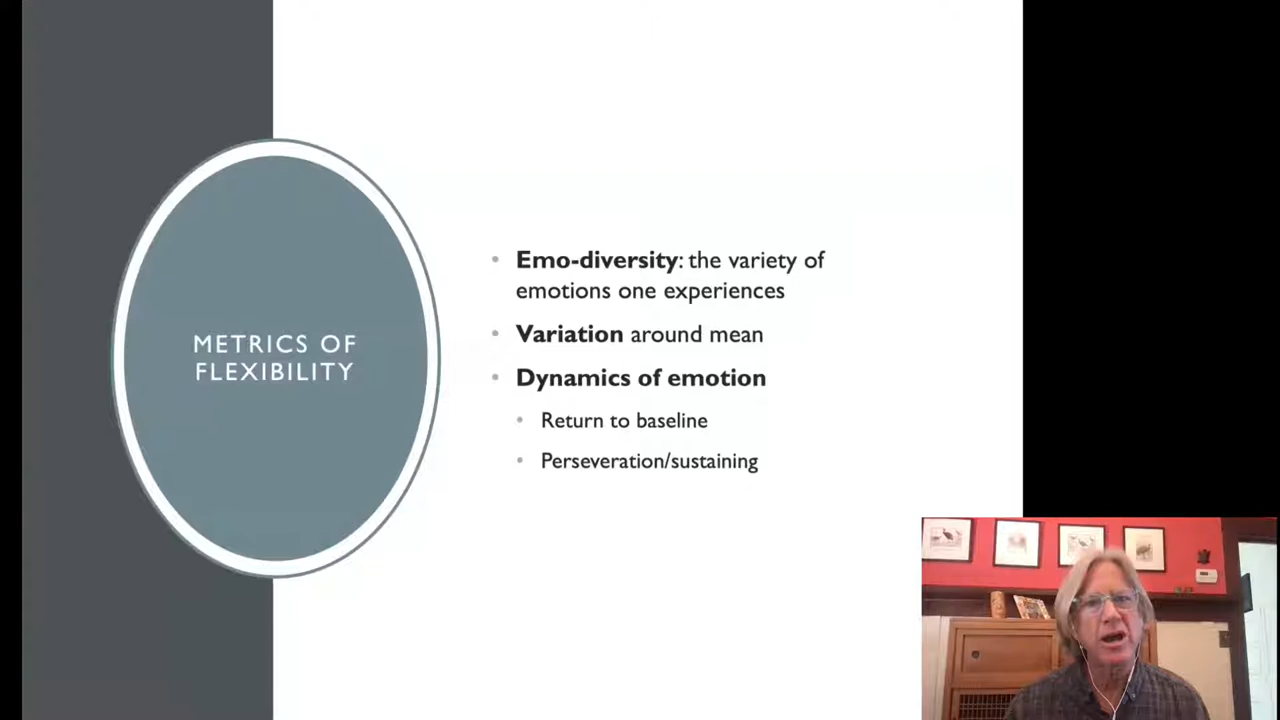 METRICS OF
FLEXIBILITY
• Emo-diversity: the variety of
emotions one experiences
• Variation around mean
• Dynamics of emotion
• Return to baseline
• Perseveration/sustaining